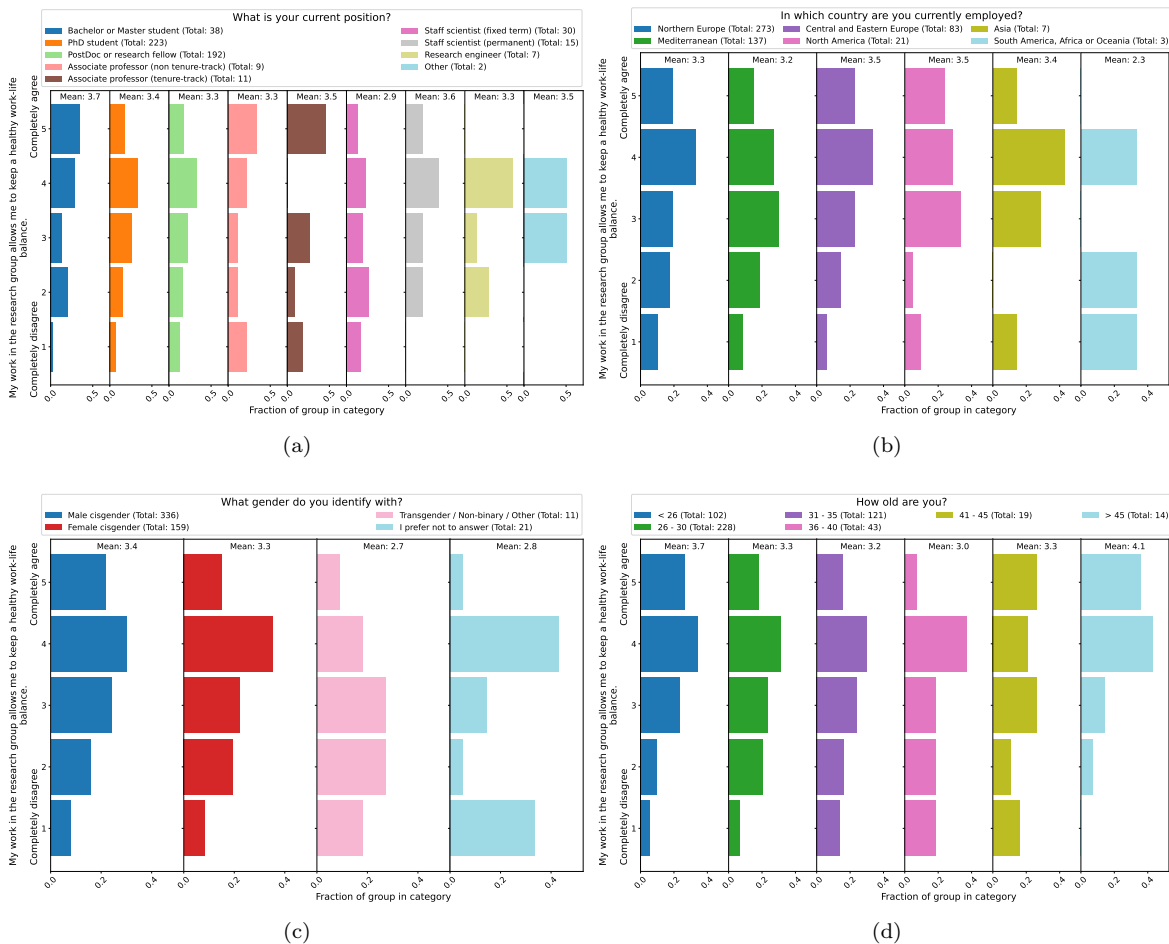 What is your current position?
Bachelor or Master student (Total: 38)
PhD student (Total: 223)
PostDoc or research fellow (Total: 192)
Associate professor (non tenure-track) (Total: 9)
Associate professor (tenure-track) (Total: 11)
Staff scientist (fixed term) (Total: 30)
Staff scientist (permanent) (Total: 15)
Research engineer (Total: 7)
Other (Total: 2)
Mean: 3.7 Mean: 3.4 Mean: 3.3 Mean: 3.3 Mean: 3.5 Mean: 2.9 Mean: 3.6 Mean: 3.3 Mean: 3.5
My work in the research group allows me to keep a healthy work-life
balance.
Completely disagree Completely agree
5
4
3
2
1
0.0 0.5 0.0 0.5 0.0 0.5 0.0 0.5 0.0 0.5 0.0 0.5 0.0 0.5 0.0 0.5 0.0 0.5
Fraction of group in category
(a)
In which country are you currently employed?
Northern Europe (Total: 273)
Mediterranean (Total: 137)
Central and Eastern Europe (Total: 83)
North America (Total: 21)
Asia (Total: 7)
South America, Africa or Oceania (Total: 3)
Mean: 3.3 Mean: 3.2 Mean: 3.5 Mean: 3.5 Mean: 3.4 Mean: 2.3
My work in the research group allows me to keep a healthy work-life
balance.
Completely disagree Completely agree
5
4
3
2
1
0.0 0.2 0.4 0.0 0.2 0.4 0.0 0.2 0.4 0.0 0.2 0.4 0.0 0.2 0.4 0.0 0.2 0.4
Fraction of group in category
(b)
What gender do you identify with?
Male cisgender (Total: 336)
Female cisgender (Total: 159)
Transgender / Non-binary / Other (Total: 11)
I prefer not to answer (Total: 21)
Mean: 3.4 Mean: 3.3 Mean: 2.7 Mean: 2.8
My work in the research group allows me to keep a healthy work-life
balance.
Completely disagree Completely agree
5
4
3
2
1
0.0 0.2 0.4 0.0 0.2 0.4 0.0 0.2 0.4 0.0 0.2 0.4
Fraction of group in category
(c)
How old are you?
< 26 (Total: 102)
26 - 30 (Total: 228)
31 - 35 (Total: 121)
36 - 40 (Total: 43)
41 - 45 (Total: 19)
> 45 (Total: 14)
Mean: 3.7 Mean: 3.3 Mean: 3.2 Mean: 3.0 Mean: 3.3 Mean: 4.1
My work in the research group allows me to keep a healthy work-life
balance.
Completely disagree Completely agree
5
4
3
2
1
0.0 0.2 0.4 0.0 0.2 0.4 0.0 0.2 0.4 0.0 0.2 0.4 0.0 0.2 0.4 0.0 0.2 0.4
Fraction of group in category
(d)